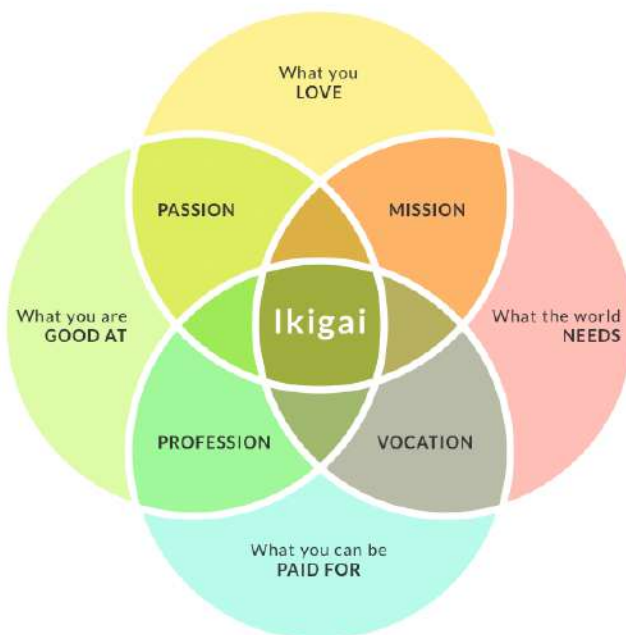 What you
LOVE
PASSION
MISSION
What you are
GOOD AT
Ikigai
What the world
NEEDS
PROFESSION
VOCATION
What you can be
PAID FOR